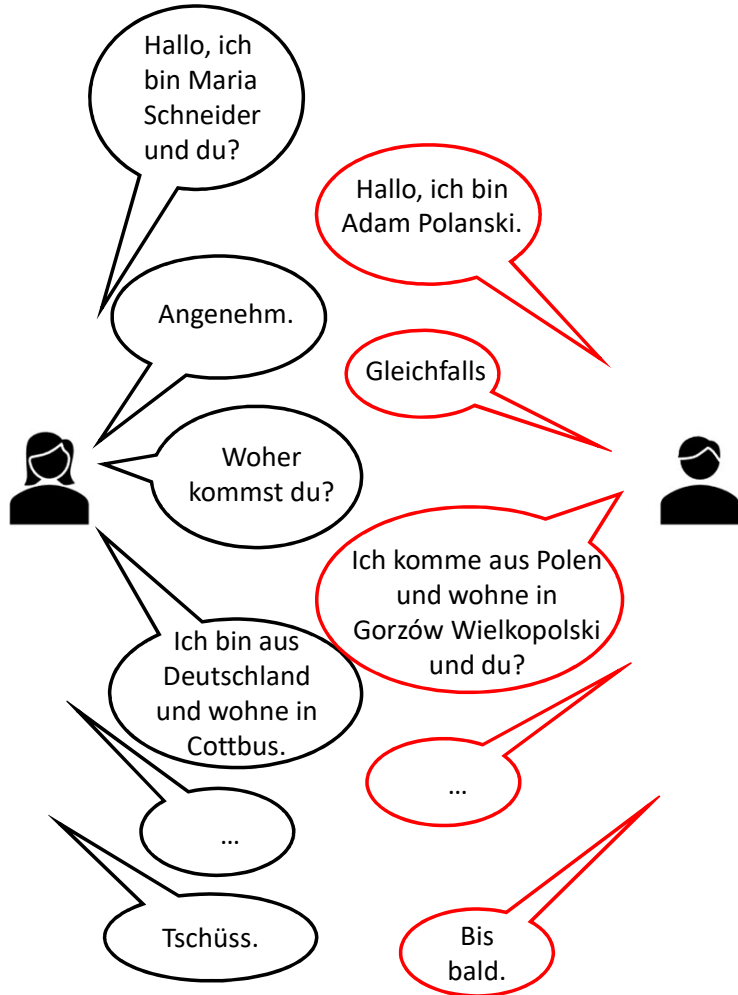 Hallo, ich
bin Maria
Schneider
und du?
Hallo, ich bin
Adam Polanski.
Angenehm.
Gleichfalls
Woher
kommst du?
Ich komme aus Polen
und wohne in
Gorzów Wielkopolski
und du?
Ich bin aus
Deutschland
und wohne in
Cottbus.
...
...
Tschüss.
Bis
bald.